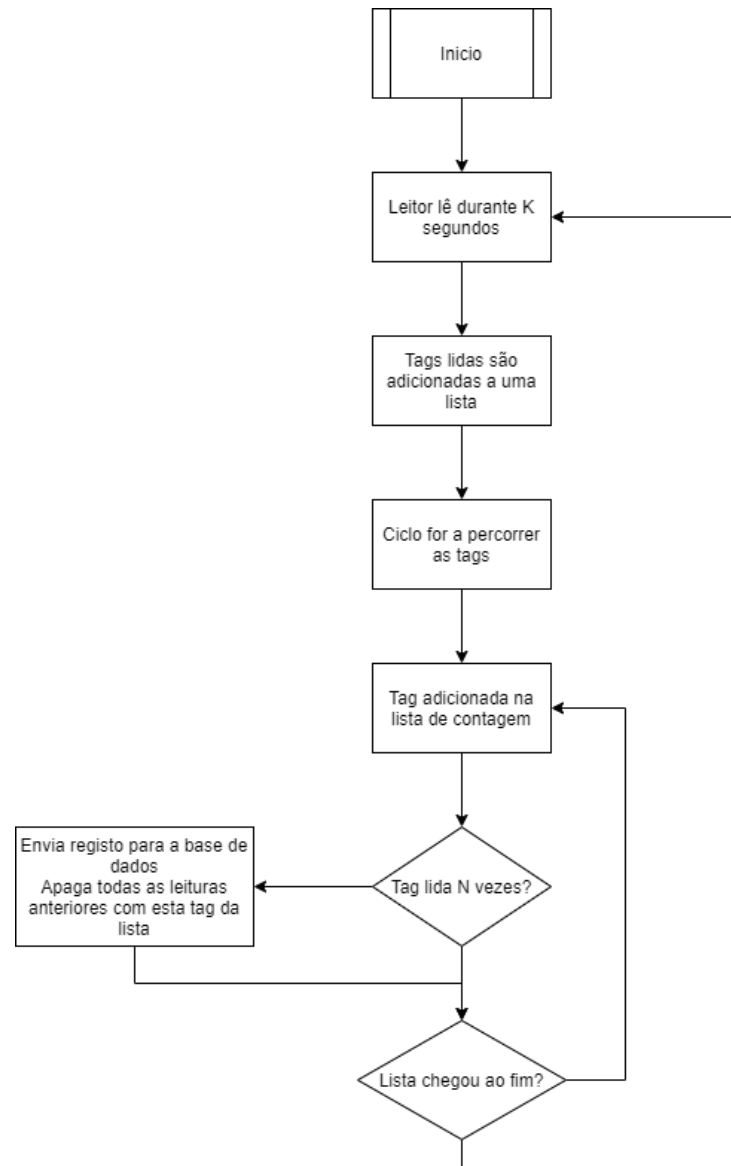 Inicio
Leitor lê durante K
segundos
Tags lidas são
adicionadas a uma
lista
Ciclo for a percorrer
as tags
Tag adicionada na
lista de contagem
Envia registo para a base de
dados
Apaga todas as leituras
anteriores com esta tag da
lista
Tag lida N vezes?
Lista chegou ao fim?